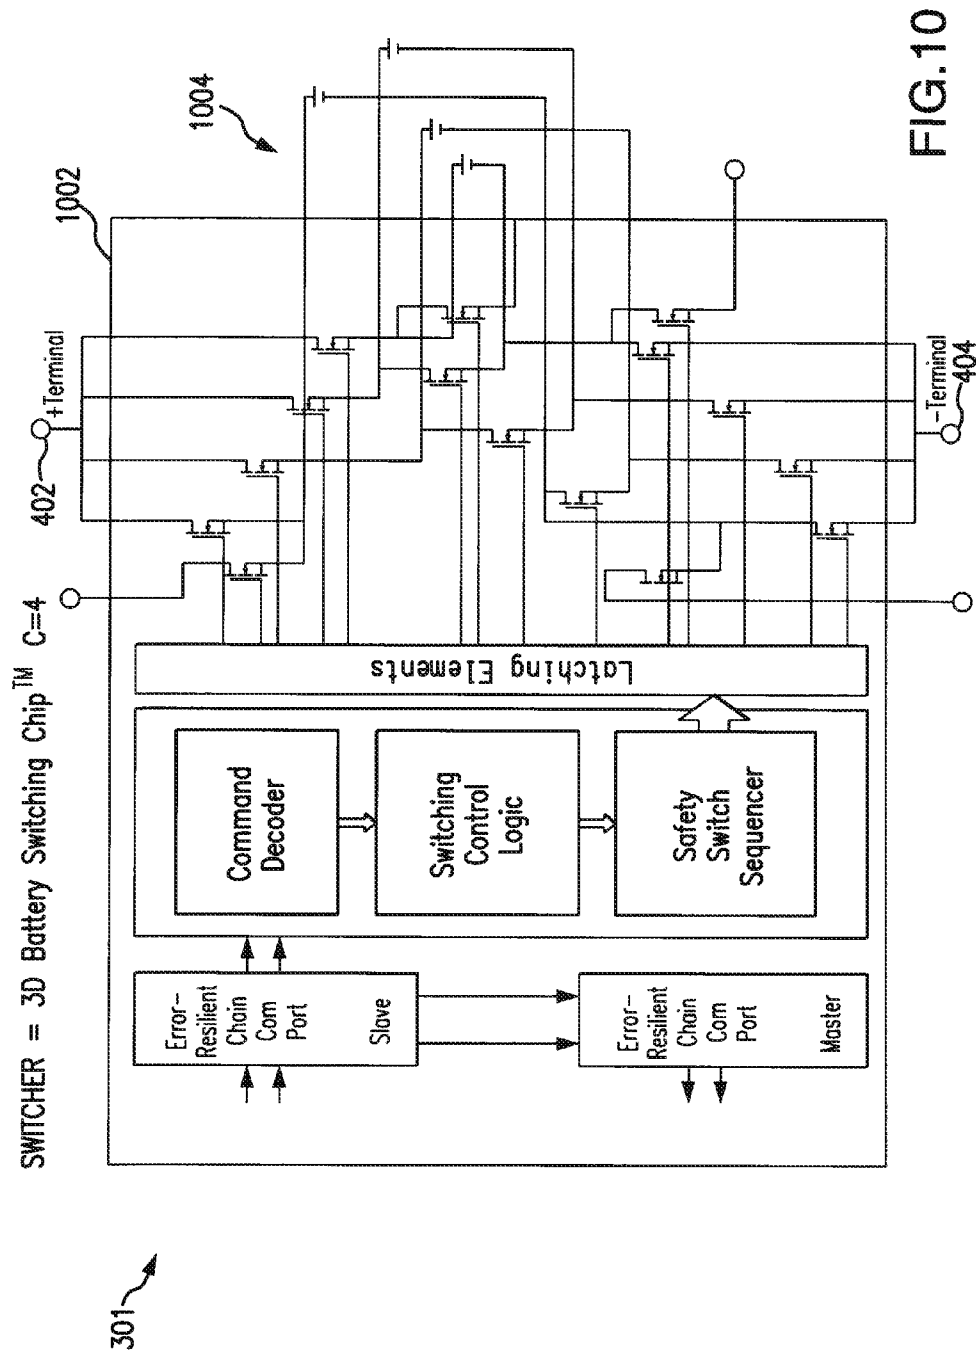 SWITCHER = 3D Battery Switching Chip™ C=4
301
1002
1004
402
+Terminal
Error-
Resilient
Chain
Com
Port
Slave
Command
Decoder
Switching
Control
Logic
Safety
Switch
Sequencer
Latching Elements
Error-
Resilient
Chain
Com
Port
Master
-Terminal
404
FIG.10